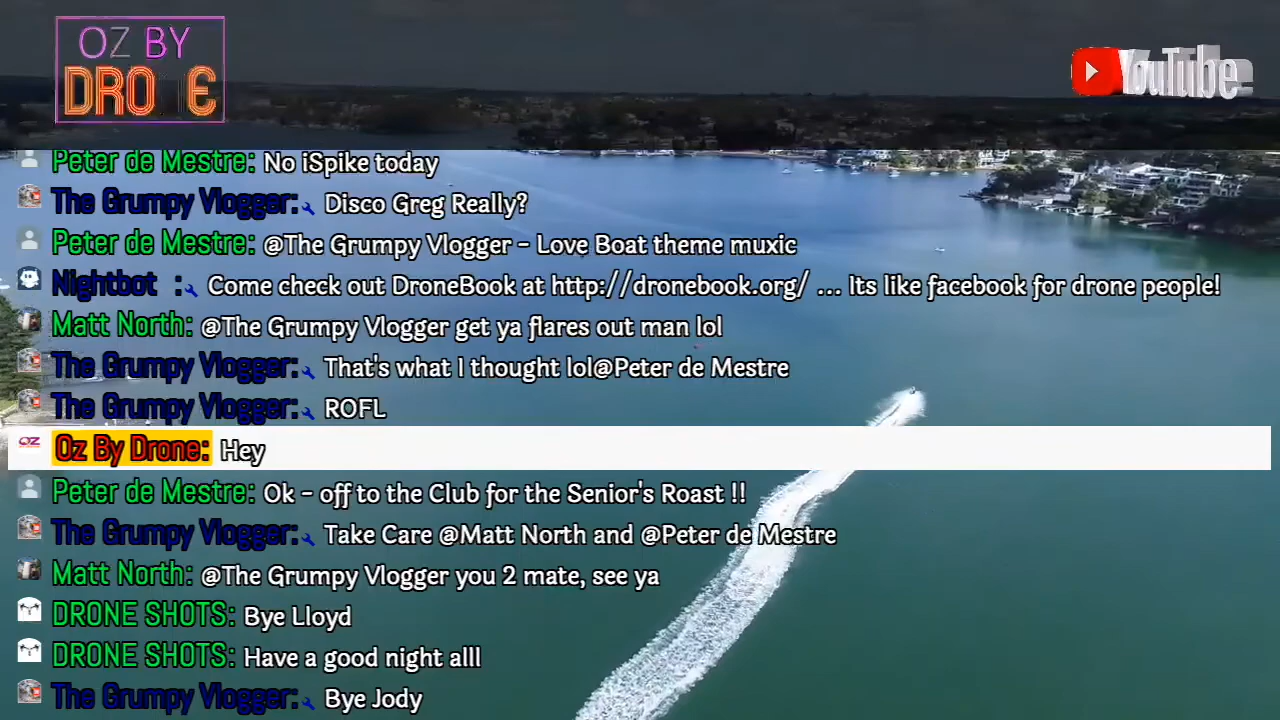 OZ BY
DRO E
YouTube
Peter de Mestre: No iSpike today
The Grumpy Vlogger: Disco Greg Really?
Peter de Mestre: @The Grumpy Vlogger - Love Boat theme muxic
Nightbot : Come check out DroneBook at http://dronebook.org/ ... Its like facebook for drone people!
Matt North: @The Grumpy Vlogger get ya flares out man lol
The Grumpy Vlogger: That's what I thought lol@Peter de Mestre
The Grumpy Vlogger: ROFL
OZ
Oz By Drone: Hey
Peter de Mestre: Ok - off to the Club for the Senior's Roast !!
The Grumpy Vlogger: Take Care @Matt North and @Peter de Mestre
Matt North: @The Grumpy Vlogger you 2 mate, see ya
DRONE SHOTS: Bye Lloyd
DRONE SHOTS: Have a good night alll
The Grumpy Vlogger: Bye Jody